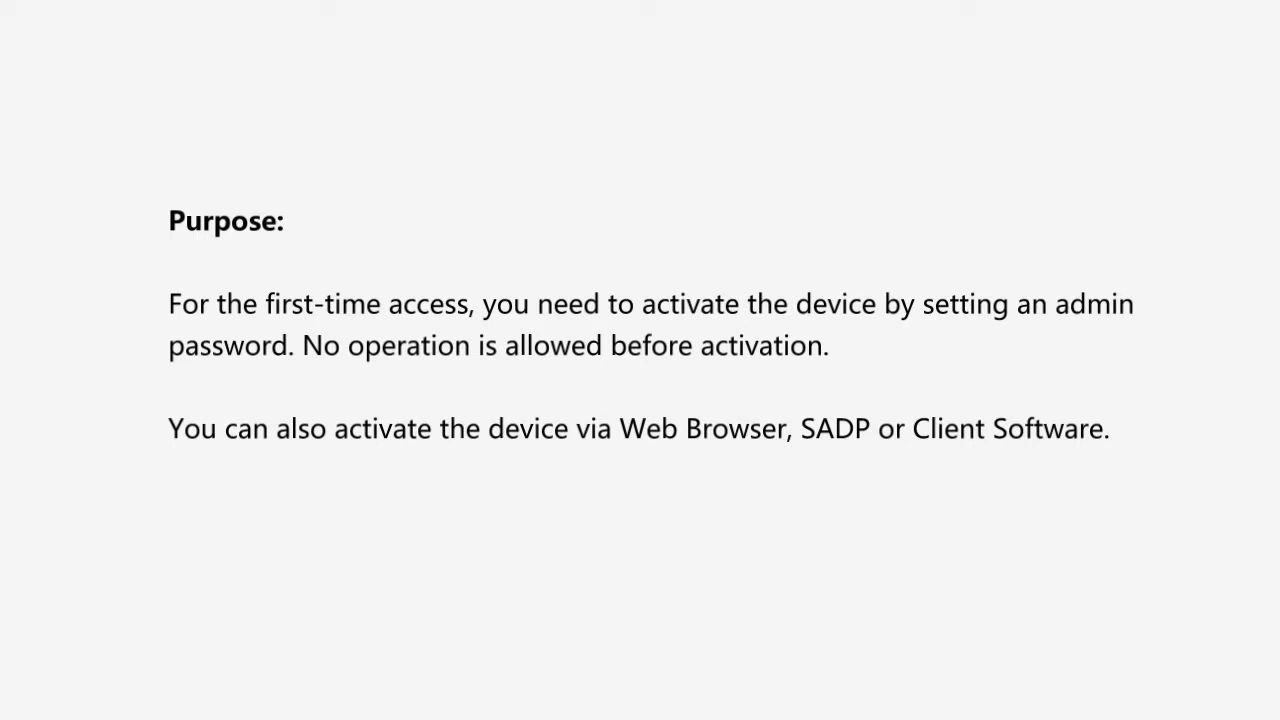 Purpose:
For the first-time access, you need to activate the device by setting an admin
password. No operation is allowed before activation.
You can also activate the device via Web Browser, SADP or Client Software.